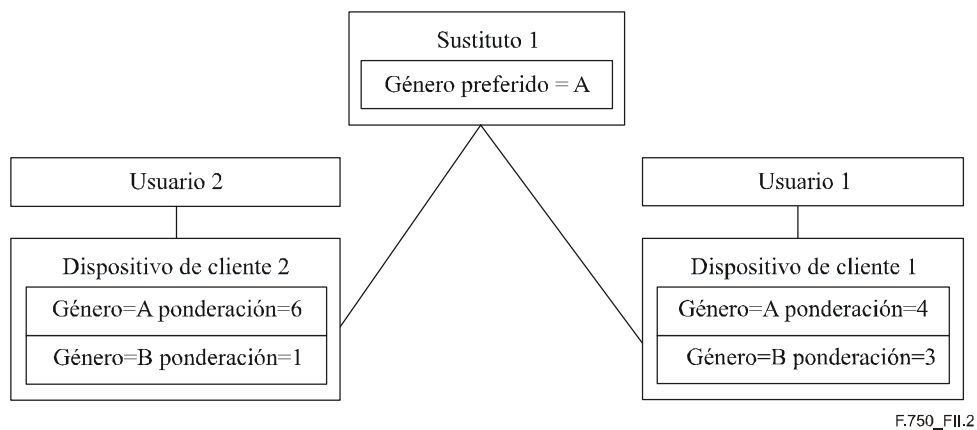 Sustituto 1
Género preferido = A
Usuario 2
Usuario 1
Dispositivo de cliente 2
Género=A ponderación=6
Género=B ponderación=1
Dispositivo de cliente 1
Género=A ponderación=4
Género=B ponderación=3
F.750_FII.2